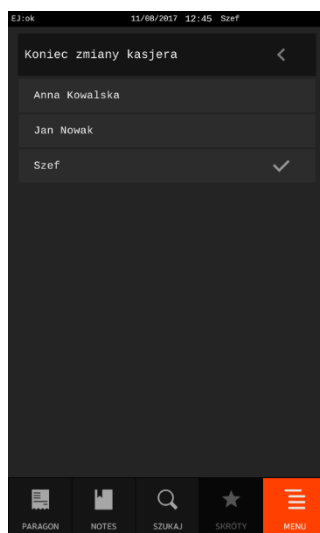 EJ:ok 11/08/2017 12:45 Szef
Koniec zmiany kasjera
Anna Kowalska
Jan Nowak
Szef
PARAGON NOTES SZUKAJ SKRÓTY MENU